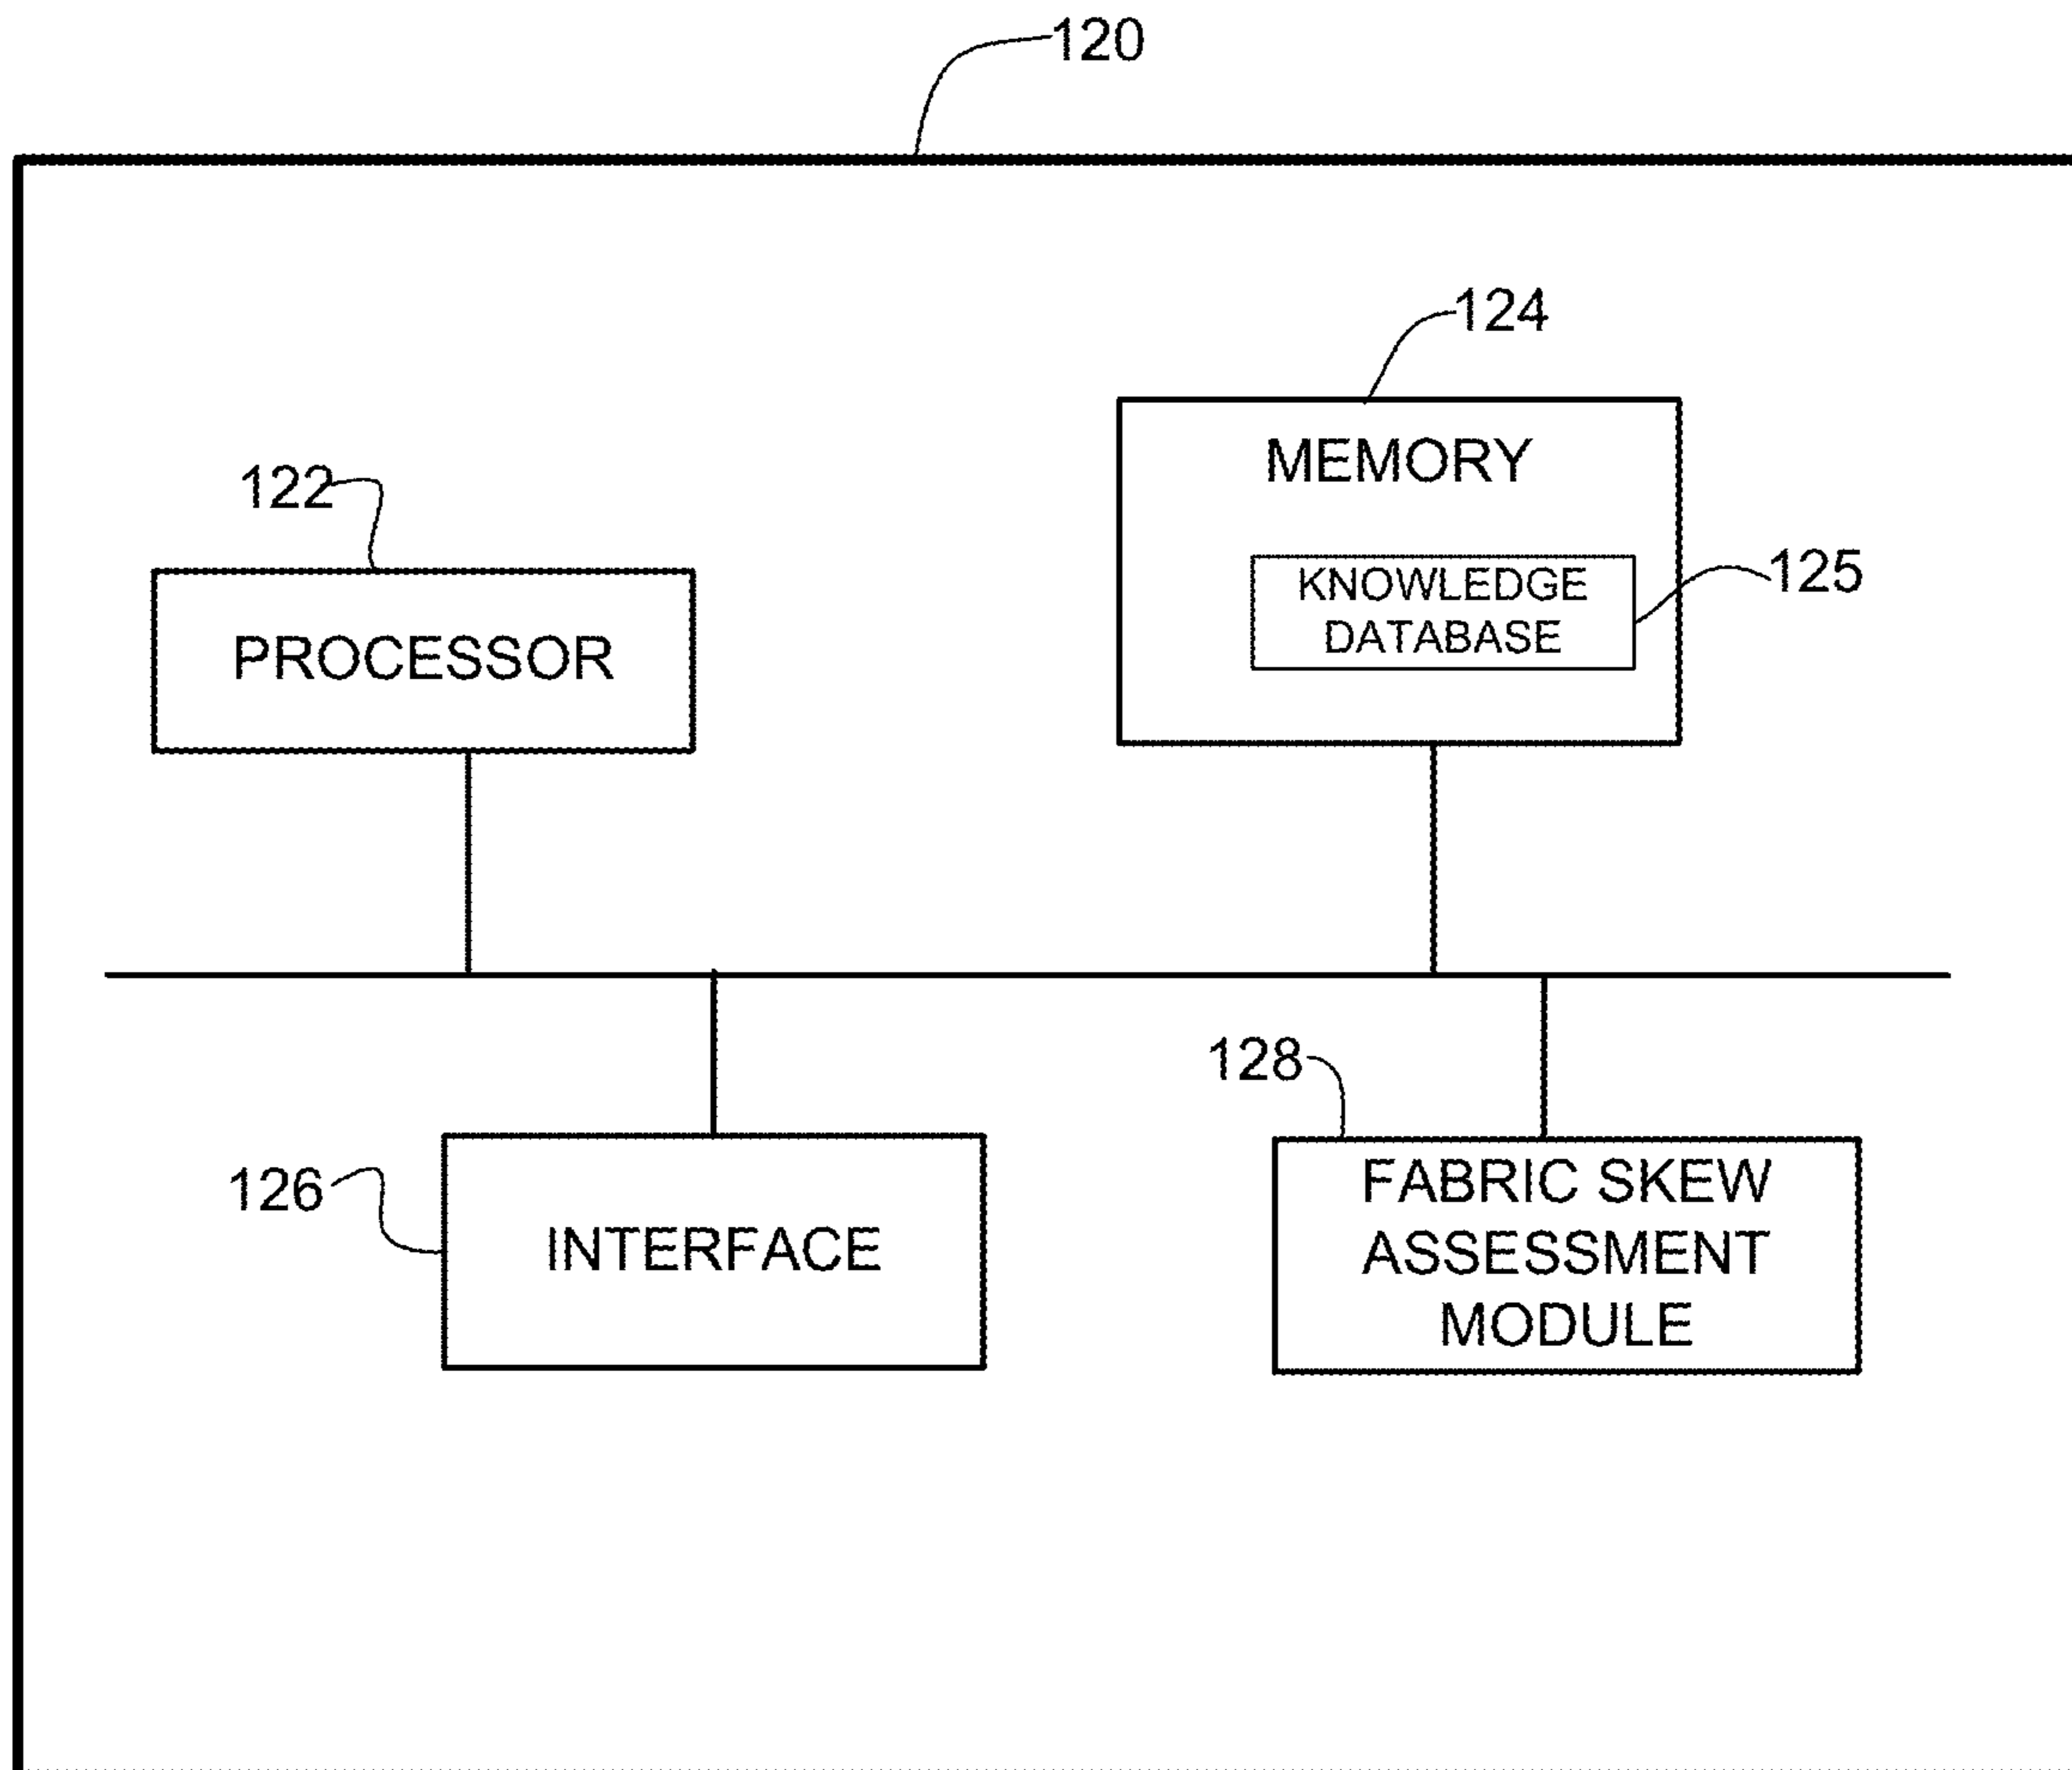 120
124
MEMORY
122
KNOWLEDGE
DATABASE
125
PROCESSOR
128
126
INTERFACE
FABRIC SKEW
ASSESSMENT
MODULE